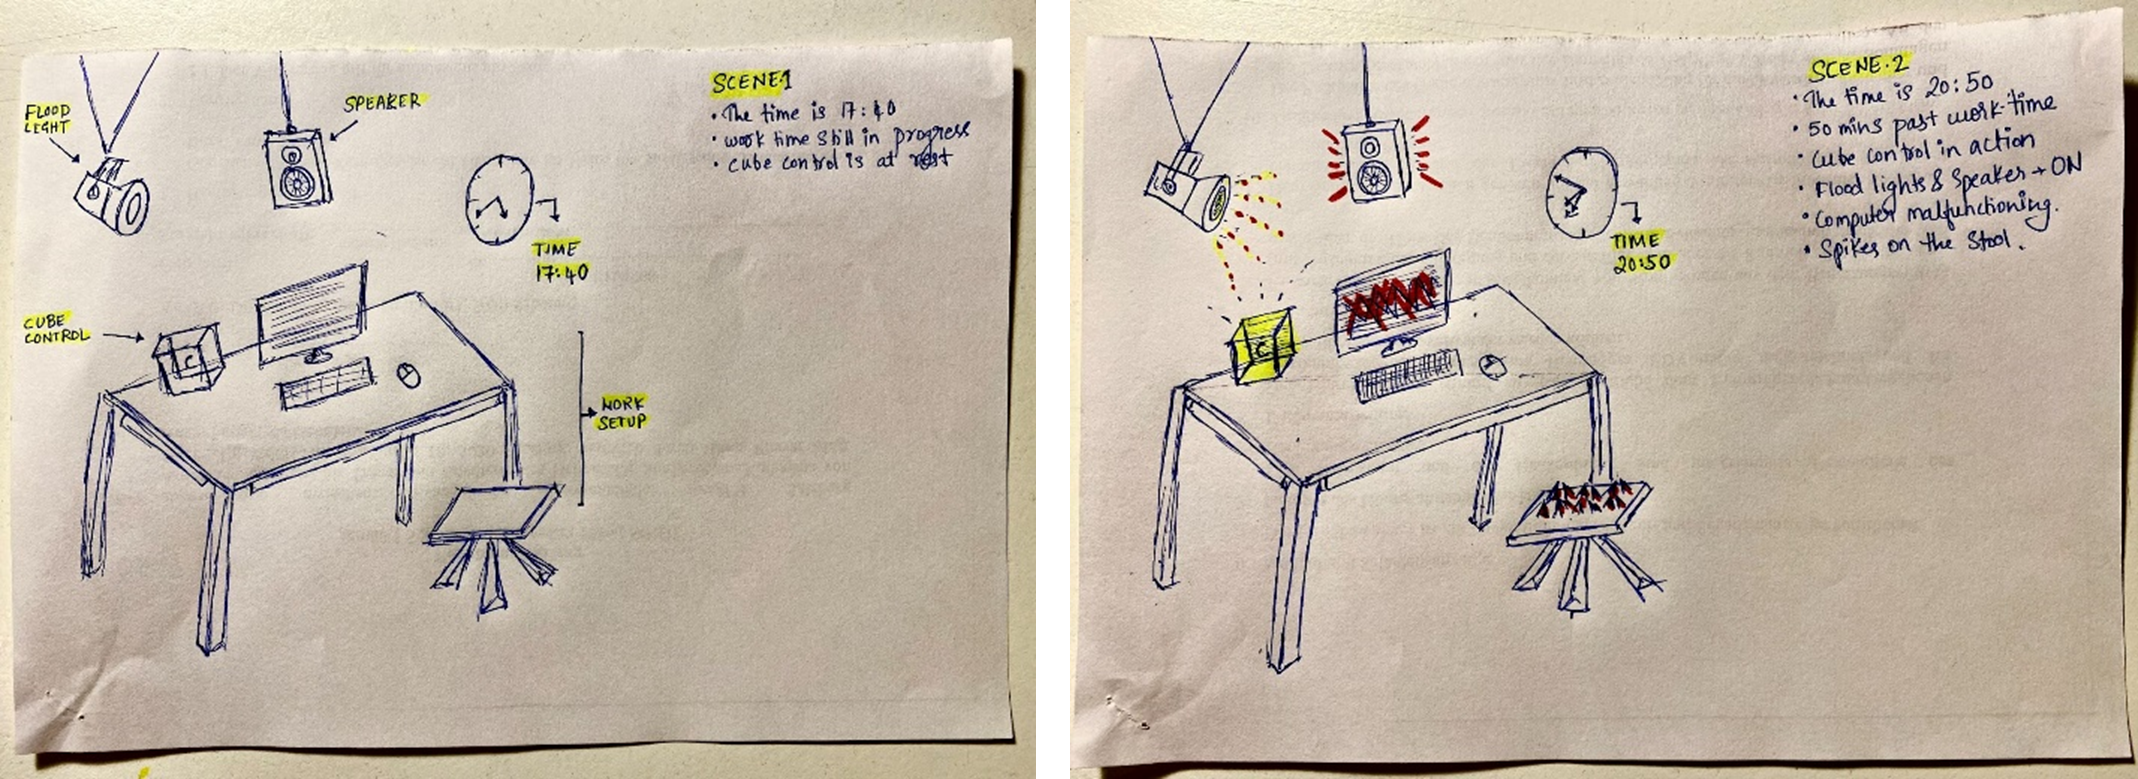 FLOOD
LIGHT
SPEAKER
SCENE 1
• The time is 17:40
• work time still in progress
• Cube control is at rest
TIME
17:40
CUBE
CONTROL
C
WORK
SETUP
SCENE.2
• The time is 20:50
• 50 mins past work-time
• Cube control in action
• Flood lights & Speaker → ON
• Computer malfunctioning.
• Spikes on the Stool.
TIME
20:50
C